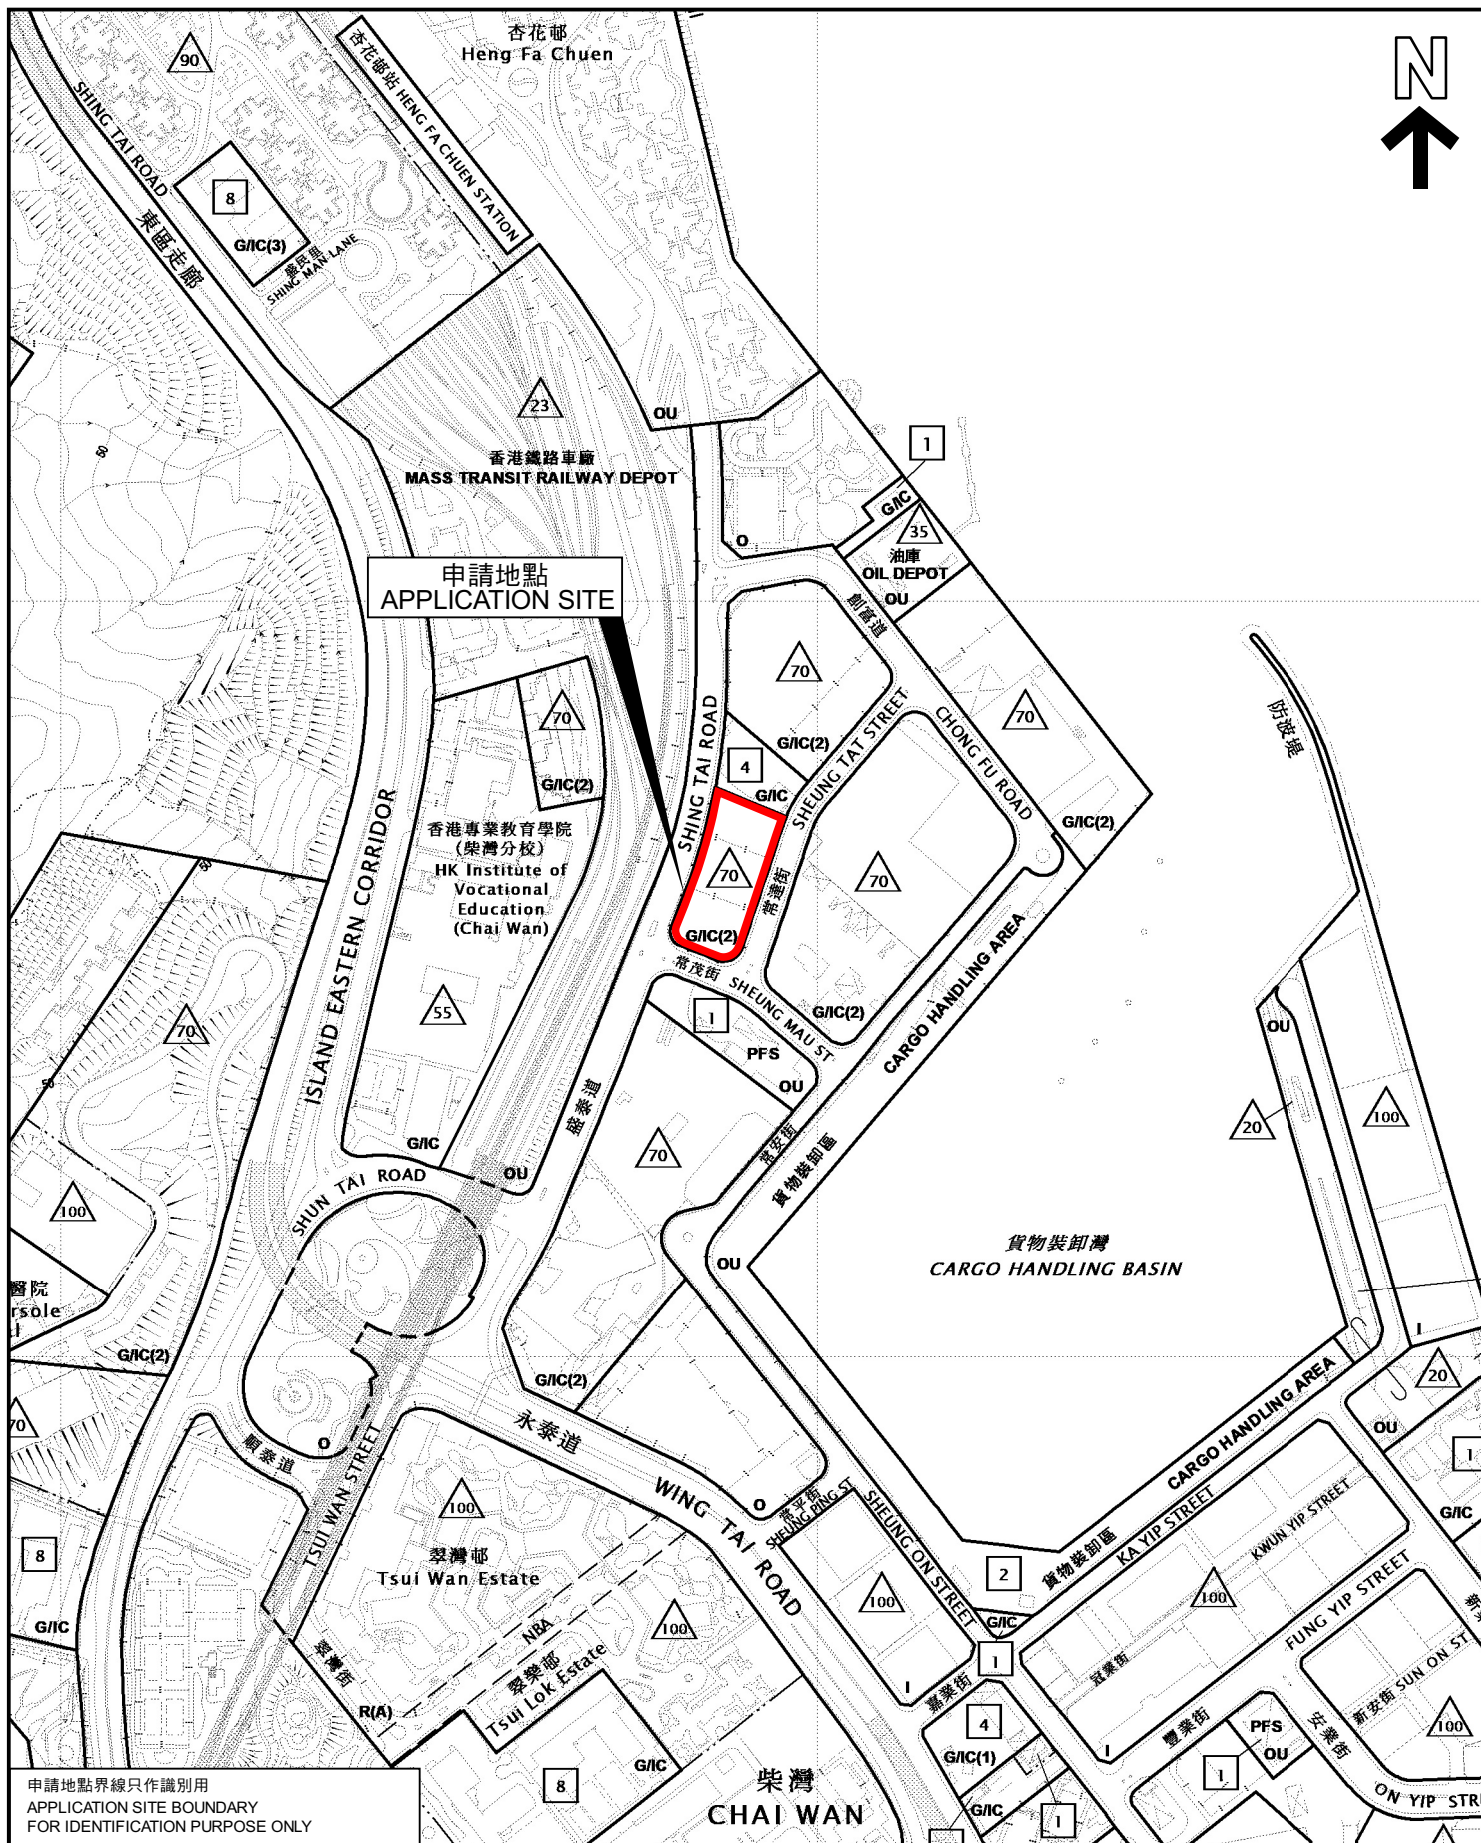 杏花邨
Heng Fa Chuen
N
90
杏花邨站 HENG FA CHUEN STATION
SHING TAI ROAD
8
G/IC(3)
東區走廊
盛民里
SHING MAN LANE
23
OU
50
香港鐵路車廠
MASS TRANSIT RAILWAY DEPOT
1
G/IC
35
油庫
OIL DEPOT
OU
O
申請地點
APPLICATION SITE
創富道
70
70
70
G/IC(2)
SHING TAI ROAD
SHEUNG TAT STREET
CHONG FU ROAD
防波堤
4
G/IC
G/IC(2)
G/IC(2)
香港專業教育學院
(柴灣分校)
HK Institute of
Vocational
Education
(Chai Wan)
70
70
常達街
G/IC(2)
50
ISLAND EASTERN CORRIDOR
常茂街 SHEUNG MAU ST
G/IC(2)
CARGO HANDLING AREA
55
70
1
PFS
OU
OU
50
盛泰道
20
100
G/IC
OU
70
常安街
貨物裝卸區
SHUN TAI ROAD
100
OU
貨物裝卸灣
CARGO HANDLING BASIN
醫院
rsole
G/IC(2)
G/IC(2)
I
20
70
永泰道
OU
CARGO HANDLING AREA
順泰道
O
TSUI WAN STREET
1
100
WING TAI ROAD
O
常平街
SHEUNG PING ST
SHEUNG ON STREET
KA YIP STREET
KWUN YIP STREET
G/IC
8
翠灣邨
Tsui Wan Estate
貨物裝卸區
2
100
100
FUNG YIP STREET
G/IC
NBA
100
G/IC
1
翠灣街
翠樂邨
Tsui Lok Estate
冠業街
新安街 SUN ON ST
R(A)
I
嘉業街
4
豐業街
PFS
OU
安業街
100
G/IC
G/IC(1)
I
1
8
柴灣
CHAI WAN
G/IC
1
ON YIP STR
申請地點界線只作識別用
APPLICATION SITE BOUNDARY
FOR IDENTIFICATION PURPOSE ONLY